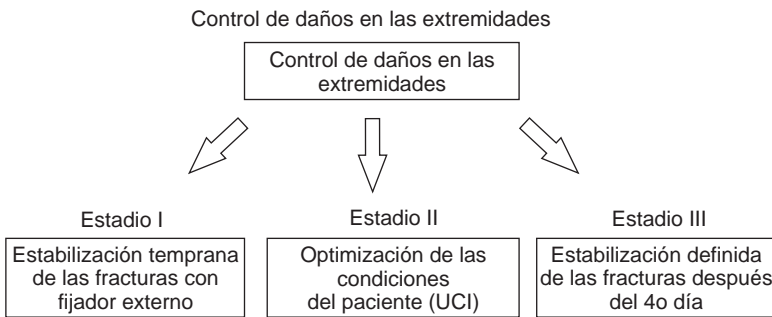 Control de daños en las extremidades
Control de daños en las
extremidades
Estadio I
Estabilización temprana
de las fracturas con
fijador externo
Estadio II
Optimización de las
condiciones
del paciente (UCI)
Estadio III
Estabilización definida
de las fracturas después
del 4o día